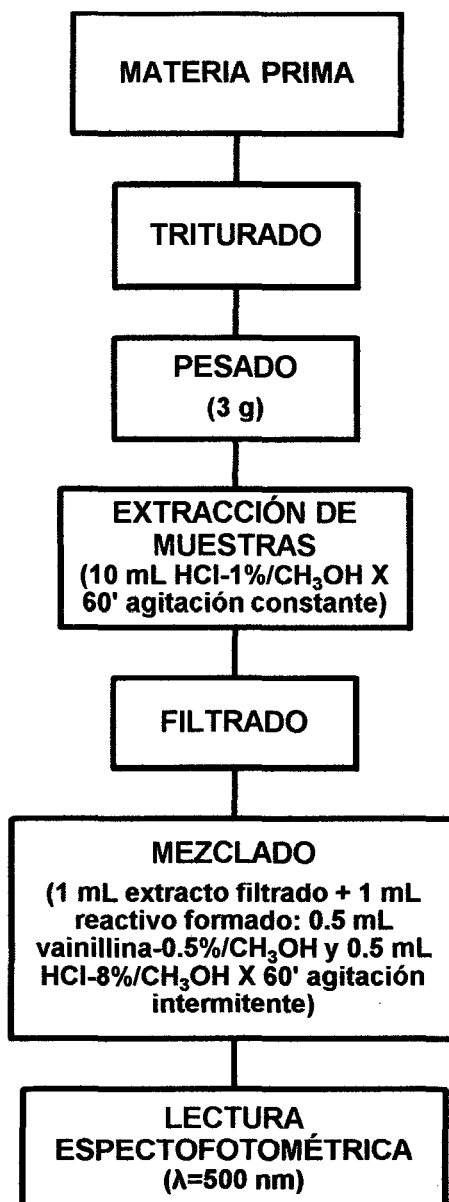 MATERIA PRIMA
TRITURADO
PESADO
(3 g)
EXTRACCIÓN DE
MUESTRAS
(10 mL HCl-1%/CH₃OH X
60' agitación constante)
FILTRADO
MEZCLADO
(1 mL extracto filtrado + 1 mL
reactivo formado: 0.5 mL
vainillina-0.5%/CH₃OH y 0.5 mL
HCl-8%/CH₃OH X 60' agitación
intermitente)
LECTURA
ESPECTOFOTOMÉTRICA
(λ=500 nm)